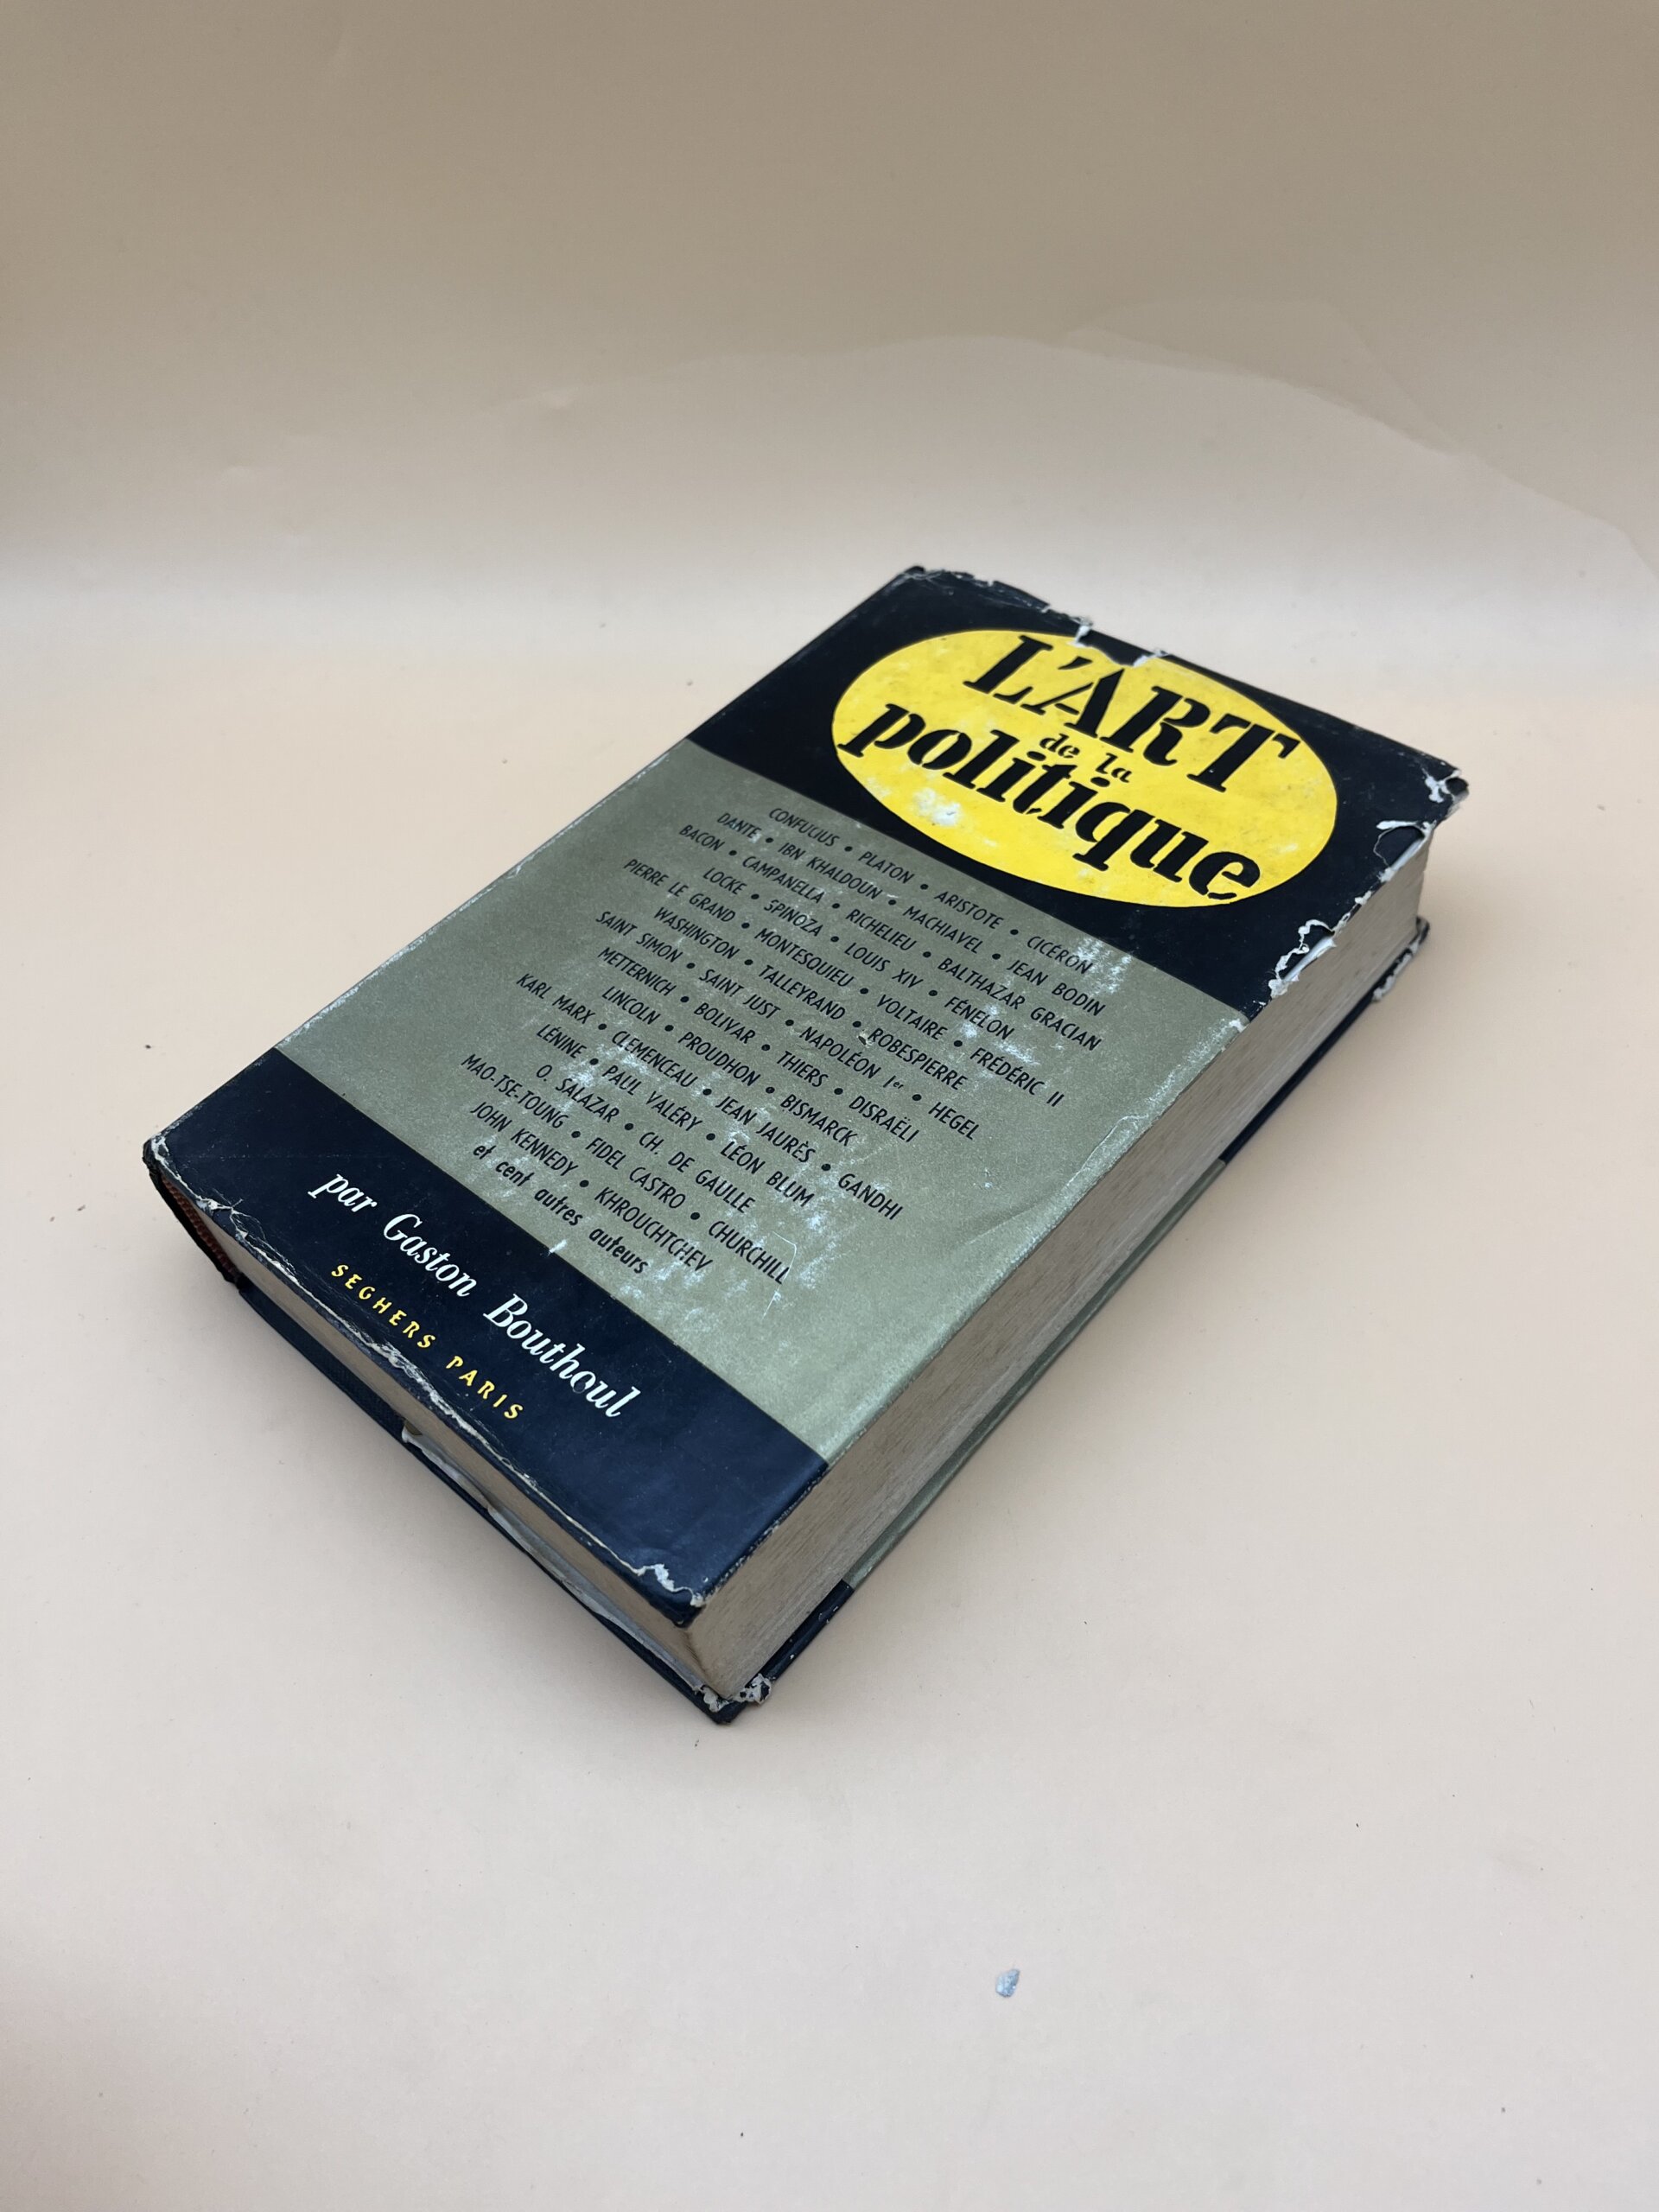 L'ART
de la
politique
CONFUCIUS • PLATON • ARISTOTE • CICÉRON
DANTE • IBN KHALDOUN • MACHIAVEL • JEAN BODIN
BACON • CAMPANELLA • RICHELIEU • BALTHAZAR GRACIAN
LOCKE • SPINOZA • LOUIS XIV • FÉNELON
PIERRE LE GRAND • MONTESQUIEU • VOLTAIRE • FRÉDÉRIC II
WASHINGTON • TALLEYRAND • ROBESPIERRE
SAINT SIMON • SAINT JUST • NAPOLÉON Ier • HEGEL
METTERNICH • BOLIVAR • THIERS • DISRAËLI
LINCOLN • PROUDHON • BISMARCK
KARL MARX • CLEMENCEAU • JEAN JAURÈS • GANDHI
LÉNINE • PAUL VALÉRY • LÉON BLUM
O. SALAZAR • CH. DE GAULLE
MAO-TSE-TOUNG • FIDEL CASTRO • CHURCHILL
JOHN KENNEDY • KHROUCHTCHEV
et cent autres auteurs
par Gaston Bouthoul
SEGHERS PARIS